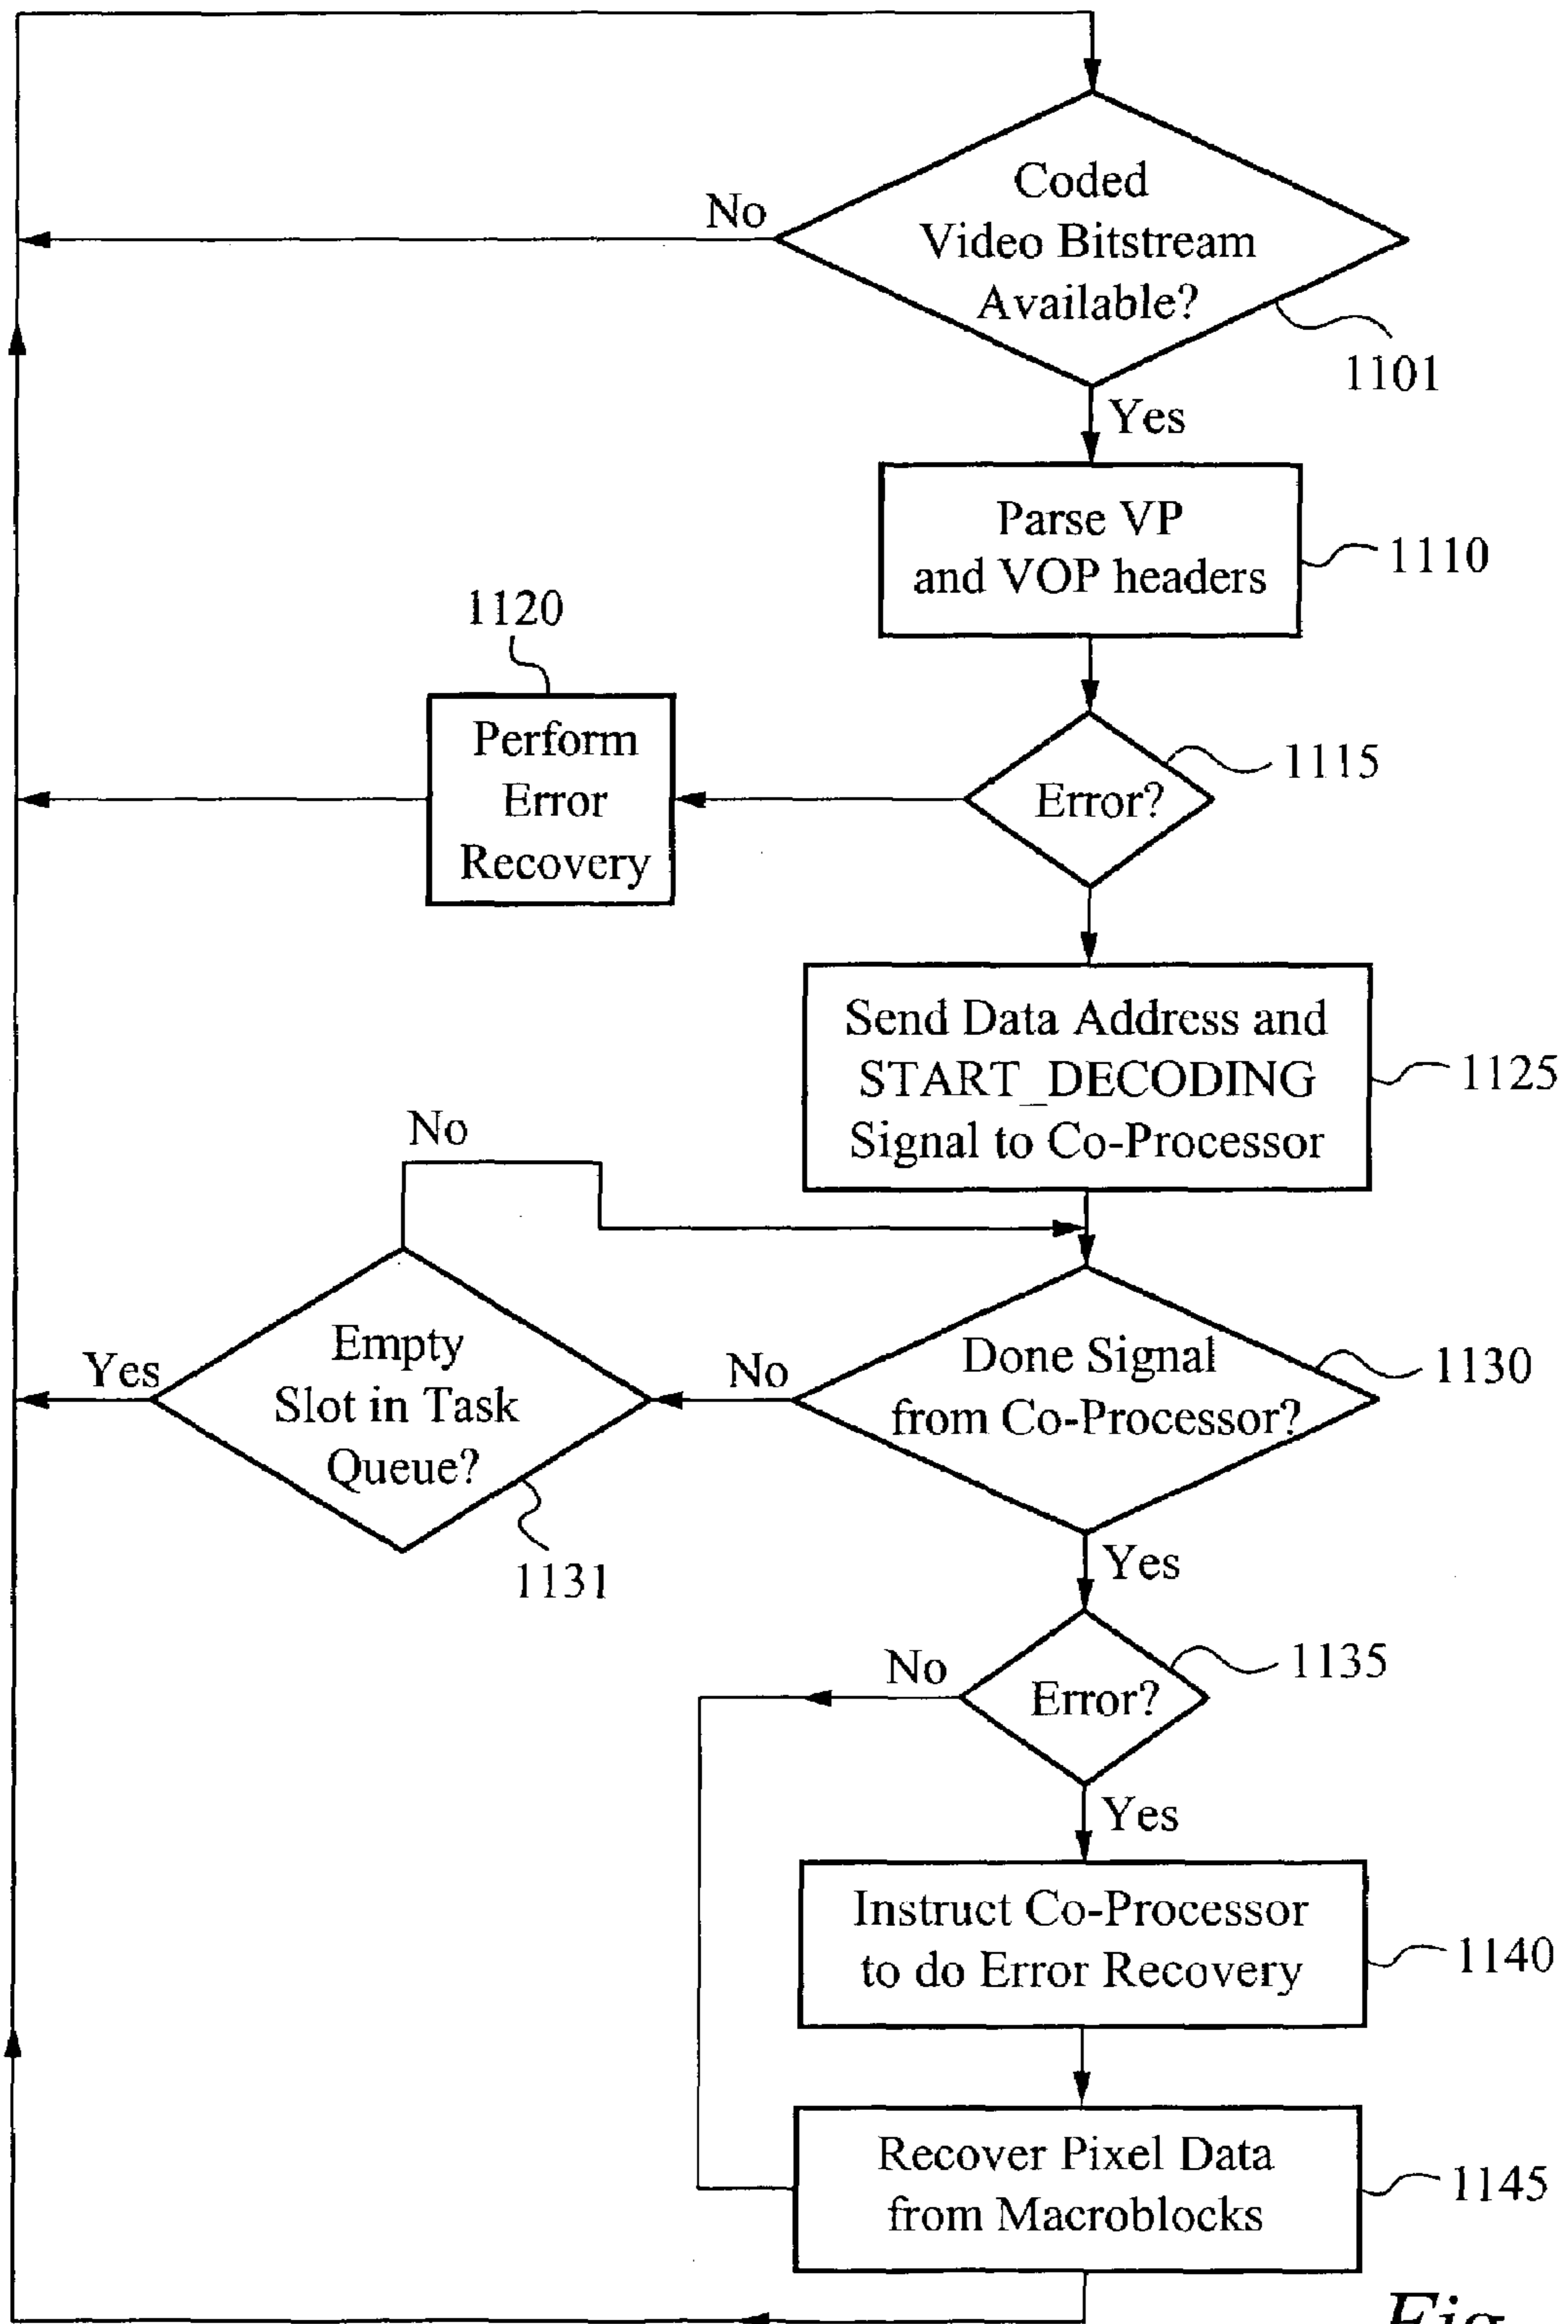 Coded
Video Bitstream
Available?
No
1101
Yes
Parse VP
and VOP headers
1110
1120
Perform
Error
Recovery
Error?
1115
Send Data Address and
START_DECODING
Signal to Co-Processor
1125
No
Empty
Slot in Task
Queue?
Yes
1131
No
Done Signal
from Co-Processor?
1130
Yes
No
Error?
1135
Yes
Instruct Co-Processor
to do Error Recovery
1140
Recover Pixel Data
from Macroblocks
1145
Fig